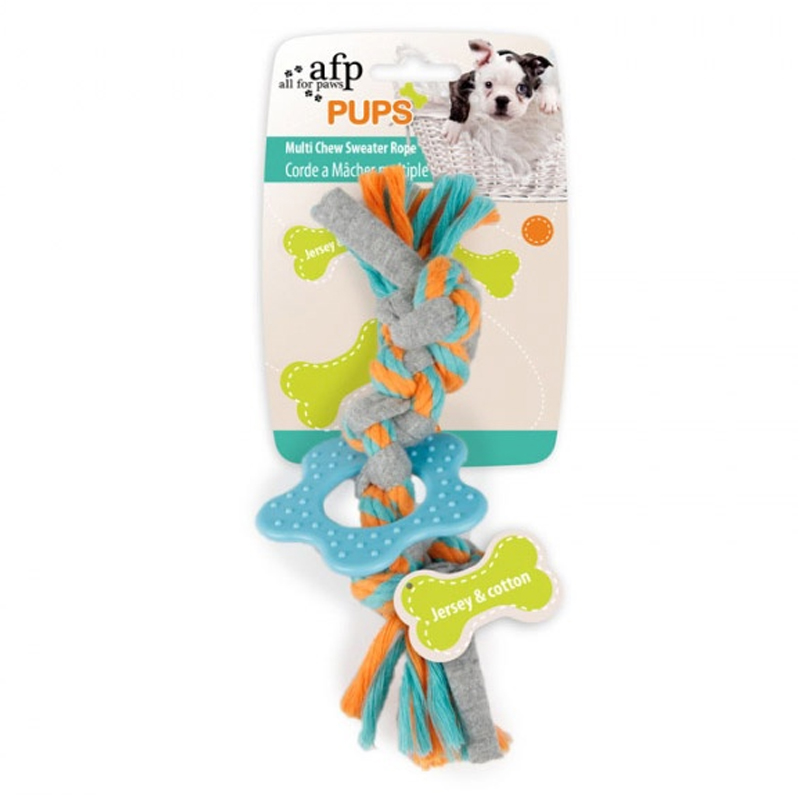 afp
all for paws
PUPS
Multi Chew Sweater Rope
Corde a Mâcher
Jersey
Jersey & cotton